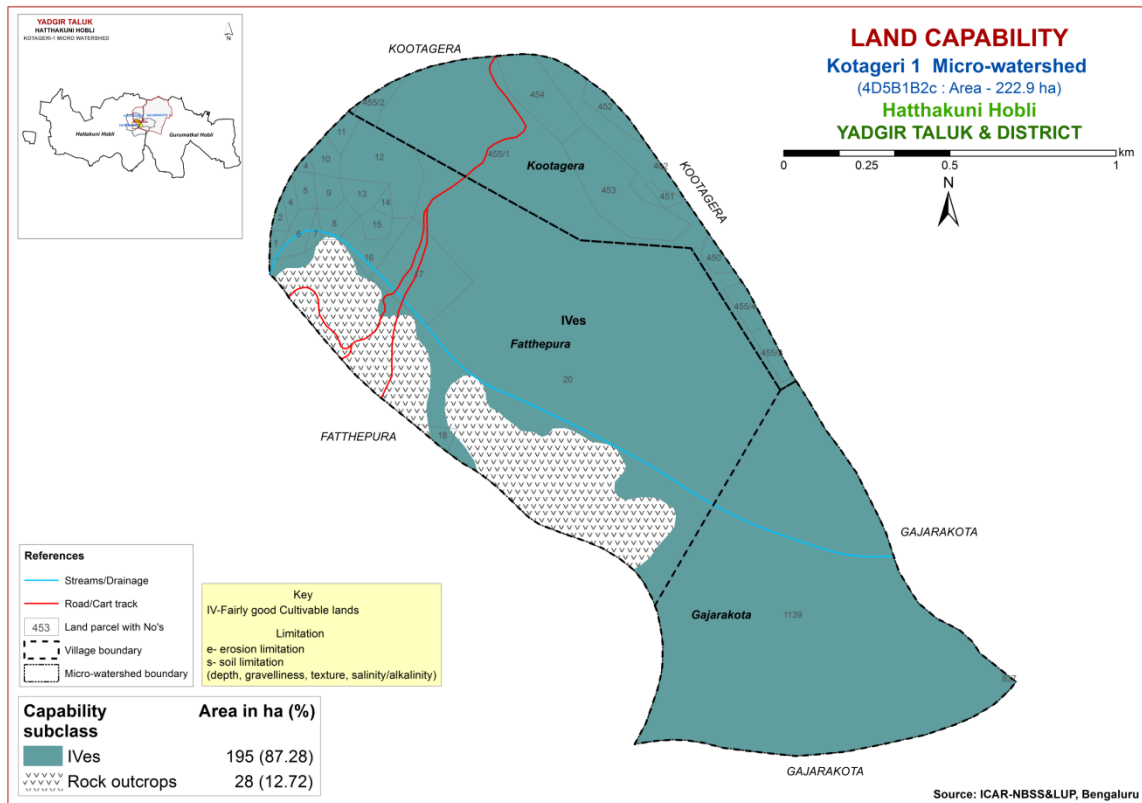 YADGIR TALUK
HATTHAKUNI HOBLI
KOTAGERI-1 MICRO WATERSHED
N
Hattakuni Hobli
Gurumatkal Hobli
LAND CAPABILITY
Kotageri 1 Micro-watershed
(4D5B1B2c : Area - 222.9 ha)
Hatthakuni Hobli
YADGIR TALUK & DISTRICT
km
0
0.25
0.5
1
N
KOOTAGERA
455/2
454
452
11
12
455/1
10
Kootagera
4
462
5
9
13
453
451
KOOTAGERA
4
14
2
8
15
6
7
1
16
450
17
455/4
IVes
Fatthepura
455/3
20
FATTHEPURA
18
GAJARAKOTA
Gajarakota
1139
827
GAJARAKOTA
References
Streams/Drainage
Road/Cart track
453 Land parcel with No's
Village boundary
Micro-watershed boundary
Key
IV-Fairly good Cultivable lands
Limitation
e- erosion limitation
s- soil limitation
(depth, gravelliness, texture, salinity/alkalinity)
Capability subclass
Area in ha (%)
IVes 195 (87.28)
Rock outcrops 28 (12.72)
Source: ICAR-NBSS&LUP, Bengaluru